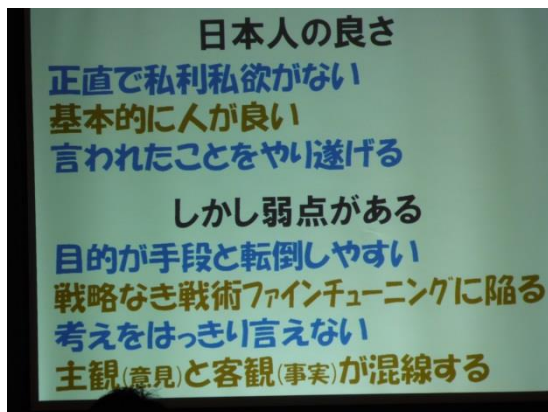 日本人の良さ
正直で私利私欲がない
基本的に人が良い
言われたことをやり遂げる
しかし弱点がある
目的が手段と転倒しやすい
戦略なき戦術ファインチューニングに陥る
考えをはっきり言えない
主観(意見)と客観(事実)が混線する